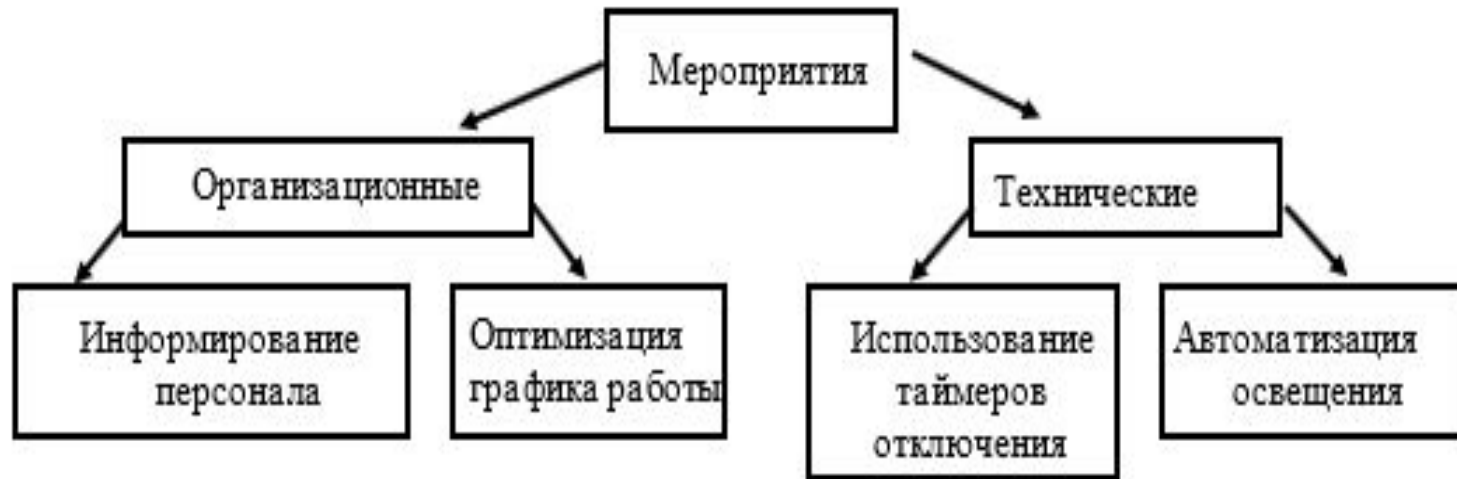 Мероприятия
Организационные
Технические
Информирование
персонала
Оптимизация
графика работы
Использование
таймеров
отключения
Автоматизация
освещения